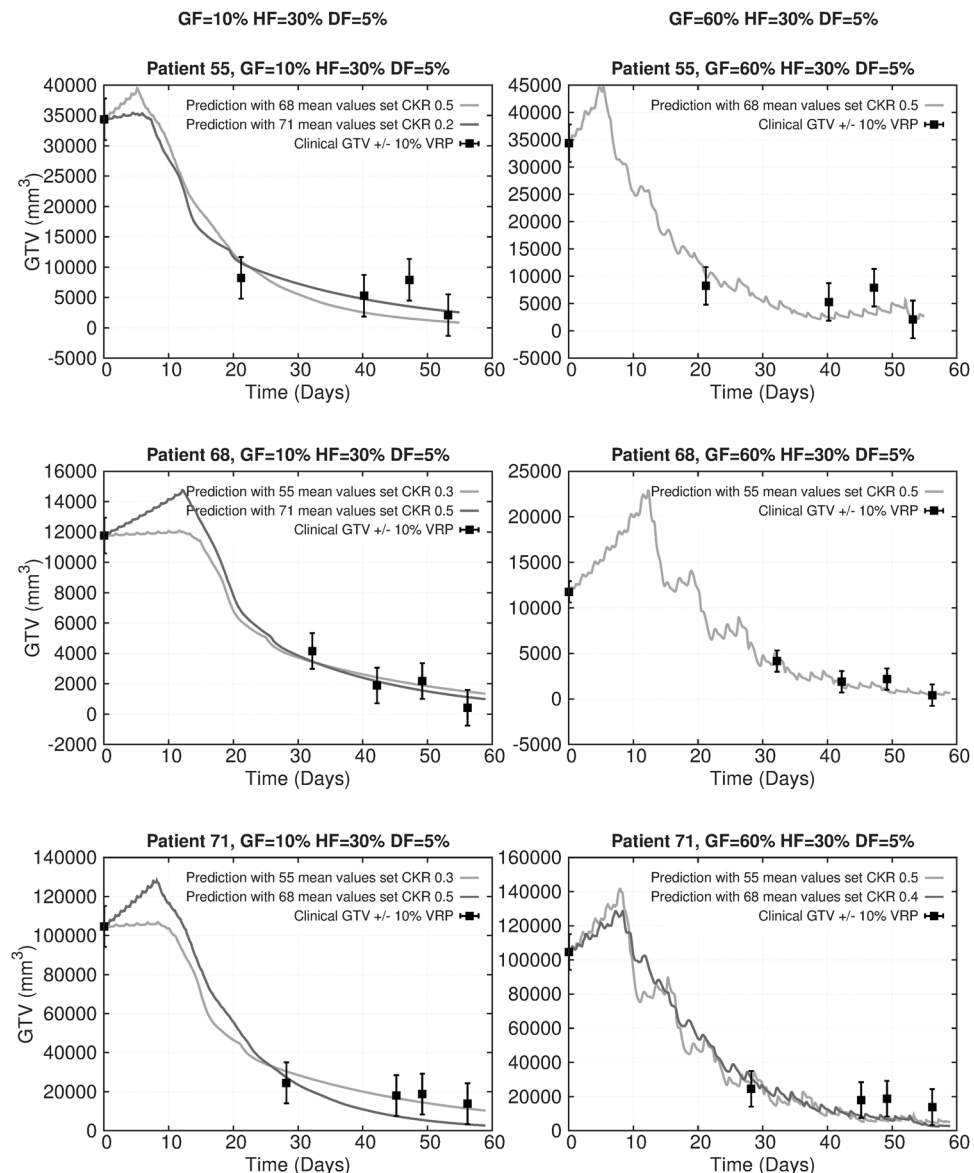 GF=10% HF=30% DF=5%
GF=60% HF=30% DF=5%
Patient 55, GF=10% HF=30% DF=5%
40000
35000
30000
25000
20000
15000
10000
5000
0
-5000
GTV (mm³)
Prediction with 68 mean values set CKR 0.5
Prediction with 71 mean values set CKR 0.2
Clinical GTV +/- 10% VRP
0 10 20 30 40 50 60
Time (Days)
Patient 55, GF=60% HF=30% DF=5%
45000
40000
35000
30000
25000
20000
15000
10000
5000
0
-5000
Prediction with 68 mean values set CKR 0.5
Clinical GTV +/- 10% VRP
0 10 20 30 40 50 60
Time (Days)
Patient 68, GF=10% HF=30% DF=5%
16000
14000
12000
10000
8000
6000
4000
2000
0
-2000
GTV (mm³)
Prediction with 55 mean values set CKR 0.3
Prediction with 71 mean values set CKR 0.5
Clinical GTV +/- 10% VRP
0 10 20 30 40 50 60
Time (Days)
Patient 68, GF=60% HF=30% DF=5%
25000
20000
15000
10000
5000
0
-5000
Prediction with 55 mean values set CKR 0.5
Clinical GTV +/- 10% VRP
0 10 20 30 40 50 60
Time (Days)
Patient 71, GF=10% HF=30% DF=5%
140000
120000
100000
80000
60000
40000
20000
0
GTV (mm³)
Prediction with 55 mean values set CKR 0.3
Prediction with 68 mean values set CKR 0.5
Clinical GTV +/- 10% VRP
0 10 20 30 40 50 60
Time (Days)
Patient 71, GF=60% HF=30% DF=5%
160000
140000
120000
100000
80000
60000
40000
20000
0
Prediction with 55 mean values set CKR 0.5
Prediction with 68 mean values set CKR 0.4
Clinical GTV +/- 10% VRP
0 10 20 30 40 50 60
Time (Days)